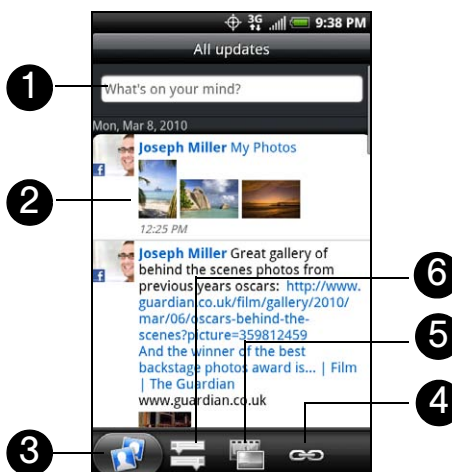 3G 9:38 PM
All updates
1
What's on your mind?
Mon, Mar 8, 2010
Joseph Miller My Photos
2
12:25 PM
Joseph Miller Great gallery of
behind the scenes photos from
previous years oscars: http://www.
guardian.co.uk/film/gallery/2010/
mar/06/oscars-behind-the-
scenes?picture=359812459
And the winner of the best
backstage photos award is... | Film
| The Guardian
www.guardian.co.uk
6
5
4
3